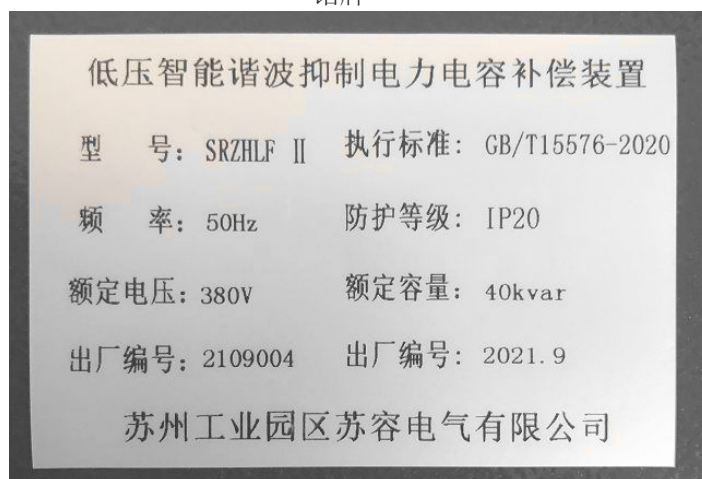 低压智能谐波抑制电力电容补偿装置
型 号: SRZHLF Ⅱ 执行标准: GB/T15576-2020
频 率: 50Hz 防护等级: IP20
额定电压: 380V 额定容量: 40kvar
出厂编号: 2109004 出厂编号: 2021.9
苏州工业园区苏容电气有限公司